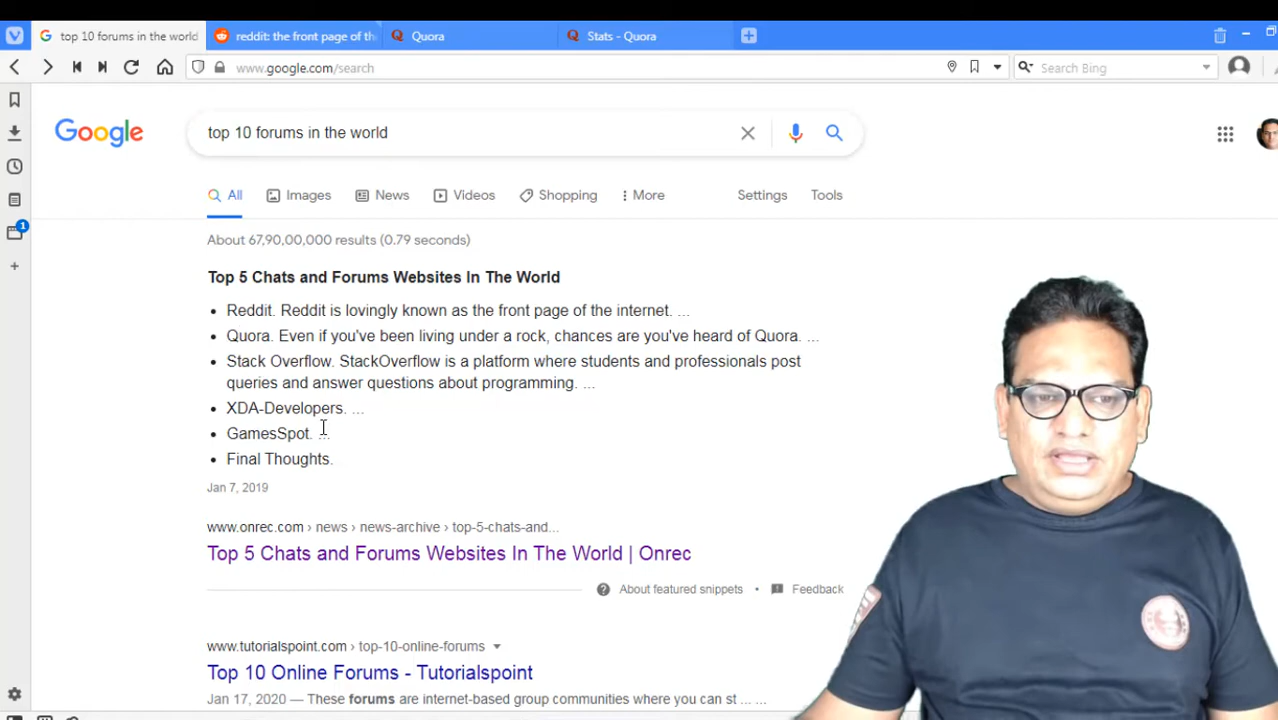 top 10 forums in the world
reddit: the front page of th
Quora
Stats - Quora
www.google.com/search
Search Bing
Google
top 10 forums in the world
All
Images
News
Videos
Shopping
More
Settings
Tools
About 67,90,00,000 results (0.79 seconds)
Top 5 Chats and Forums Websites In The World
• Reddit. Reddit is lovingly known as the front page of the internet. ...
• Quora. Even if you've been living under a rock, chances are you've heard of Quora. ...
• Stack Overflow. StackOverflow is a platform where students and professionals post
queries and answer questions about programming. ...
• XDA-Developers. ...
• GamesSpot. ...
• Final Thoughts.
Jan 7, 2019
www.onrec.com › news › news-archive › top-5-chats-and...
Top 5 Chats and Forums Websites In The World | Onrec
About featured snippets • Feedback
www.tutorialspoint.com › top-10-online-forums
Top 10 Online Forums - Tutorialspoint
Jan 17, 2020 — These forums are internet-based group communities where you can st ... ...
1